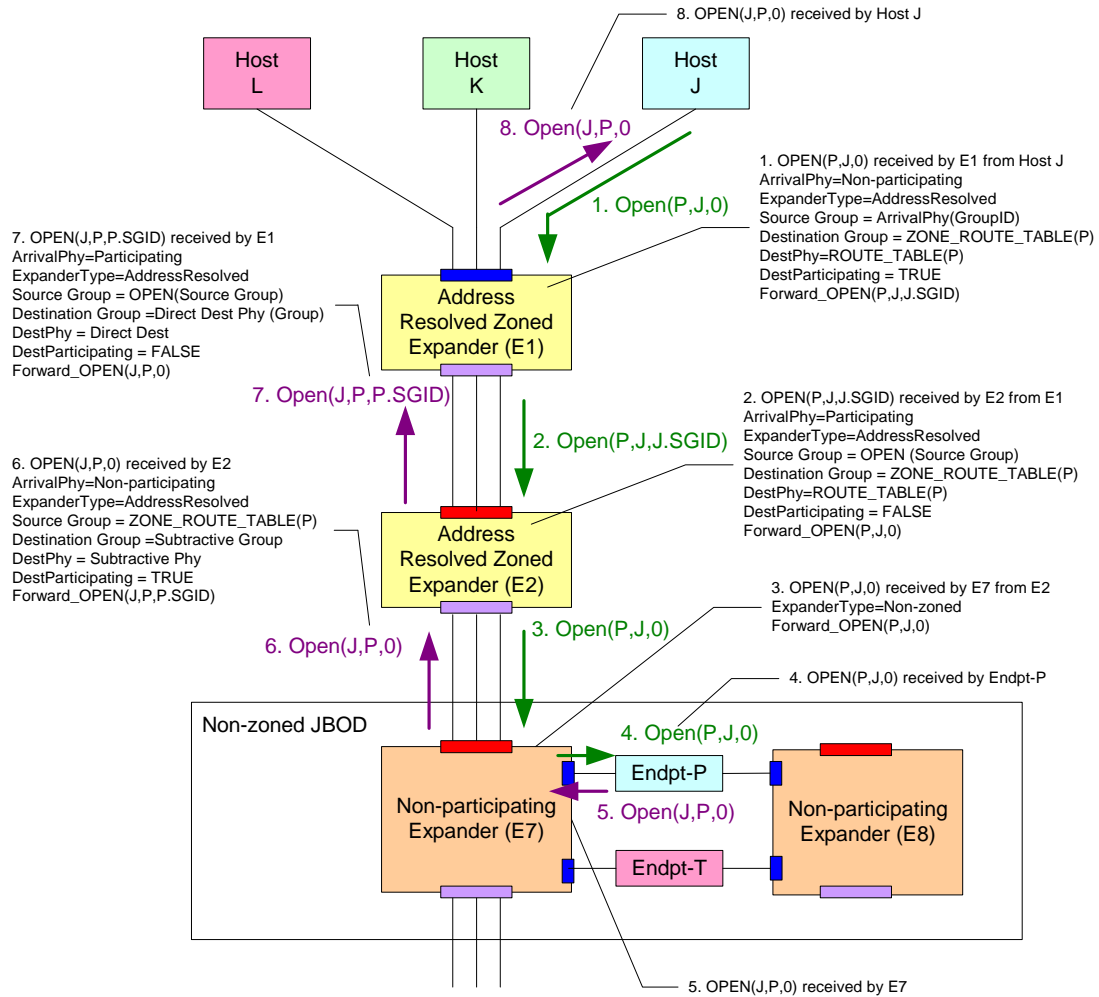 8. OPEN(J,P,0) received by Host J
Host
L
Host
K
Host
J
8. Open(J,P,0
1. OPEN(P,J,0) received by E1 from Host J
ArrivalPhy=Non-participating
ExpanderType=AddressResolved
Source Group = ArrivalPhy(GroupID)
Destination Group = ZONE_ROUTE_TABLE(P)
DestPhy=ROUTE_TABLE(P)
DestParticipating = TRUE
Forward_OPEN(P,J,J.SGID)
1. Open(P,J,0)
7. OPEN(J,P,P.SGID) received by E1
ArrivalPhy=Participating
ExpanderType=AddressResolved
Source Group = OPEN(Source Group)
Destination Group =Direct Dest Phy (Group)
DestPhy = Direct Dest
DestParticipating = FALSE
Forward_OPEN(J,P,0)
Address
Resolved Zoned
Expander (E1)
7. Open(J,P,P.SGID)
2. Open(P,J,J.SGID)
2. OPEN(P,J,J.SGID) received by E2 from E1
ArrivalPhy=Participating
ExpanderType=AddressResolved
Source Group = OPEN (Source Group)
Destination Group = ZONE_ROUTE_TABLE(P)
DestPhy=ROUTE_TABLE(P)
DestParticipating = FALSE
Forward_OPEN(P,J,0)
6. OPEN(J,P,0) received by E2
ArrivalPhy=Non-participating
ExpanderType=AddressResolved
Source Group = ZONE_ROUTE_TABLE(P)
Destination Group =Subtractive Group
DestPhy = Subtractive Phy
DestParticipating = TRUE
Forward_OPEN(J,P,P.SGID)
Address
Resolved Zoned
Expander (E2)
3. OPEN(P,J,0) received by E7 from E2
ExpanderType=Non-zoned
Forward_OPEN(P,J,0)
6. Open(J,P,0)
3. Open(P,J,0)
4. OPEN(P,J,0) received by Endpt-P
Non-zoned JBOD
4. Open(P,J,0)
Non-participating
Expander (E7)
Endpt-P
5. Open(J,P,0)
Endpt-T
Non-participating
Expander (E8)
5. OPEN(J,P,0) received by E7